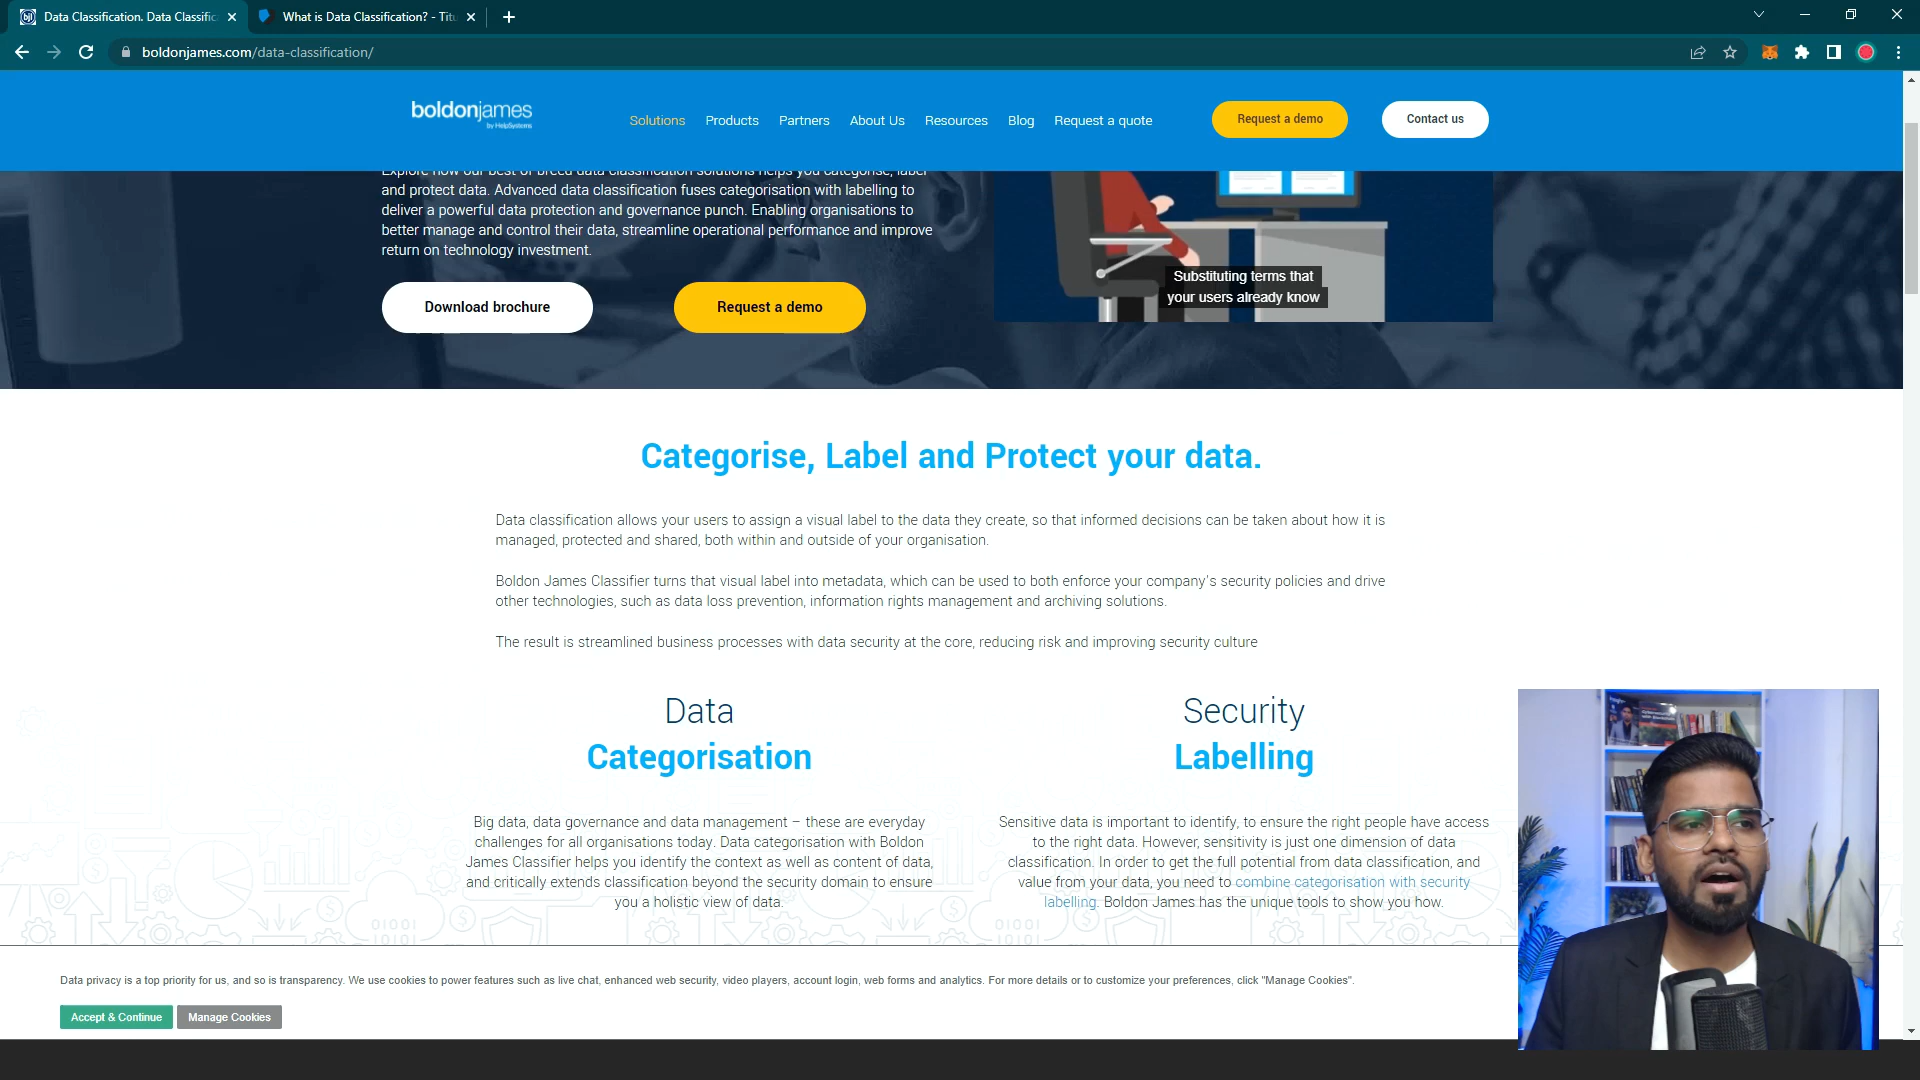 Data Classification. Data Classific
What is Data Classification? - Titu
boldonjames.com/data-classification/
boldonjames
by HelpSystems
Solutions
Products
Partners
About Us
Resources
Blog
Request a quote
Request a demo
Contact us
Explore how our best of breed data classification solutions helps you categorise, label
and protect data. Advanced data classification fuses categorisation with labelling to
deliver a powerful data protection and governance punch. Enabling organisations to
better manage and control their data, streamline operational performance and improve
return on technology investment.
Download brochure
Request a demo
Substituting terms that
your users already know
Categorise, Label and Protect your data.
Data classification allows your users to assign a visual label to the data they create, so that informed decisions can be taken about how it is
managed, protected and shared, both within and outside of your organisation.
Boldon James Classifier turns that visual label into metadata, which can be used to both enforce your company's security policies and drive
other technologies, such as data loss prevention, information rights management and archiving solutions.
The result is streamlined business processes with data security at the core, reducing risk and improving security culture
Data
Categorisation
Big data, data governance and data management – these are everyday
challenges for all organisations today. Data categorisation with Boldon
James Classifier helps you identify the context as well as content of data,
and critically extends classification beyond the security domain to ensure
you a holistic view of data.
Security
Labelling
Sensitive data is important to identify, to ensure the right people have access
to the right data. However, sensitivity is just one dimension of data
classification. In order to get the full potential from data classification, and
value from your data, you need to combine categorisation with security
labelling. Boldon James has the unique tools to show you how.
Data privacy is a top priority for us, and so is transparency. We use cookies to power features such as live chat, enhanced web security, video players, account login, web forms and analytics. For more details or to customize your preferences, click "Manage Cookies".
Accept & Continue
Manage Cookies